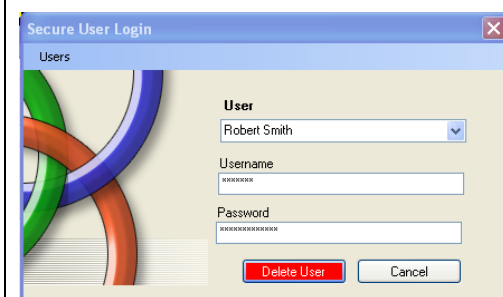 Secure User Login
Users
User
Robert Smith
Username
*******
Password
*************
Delete User Cancel